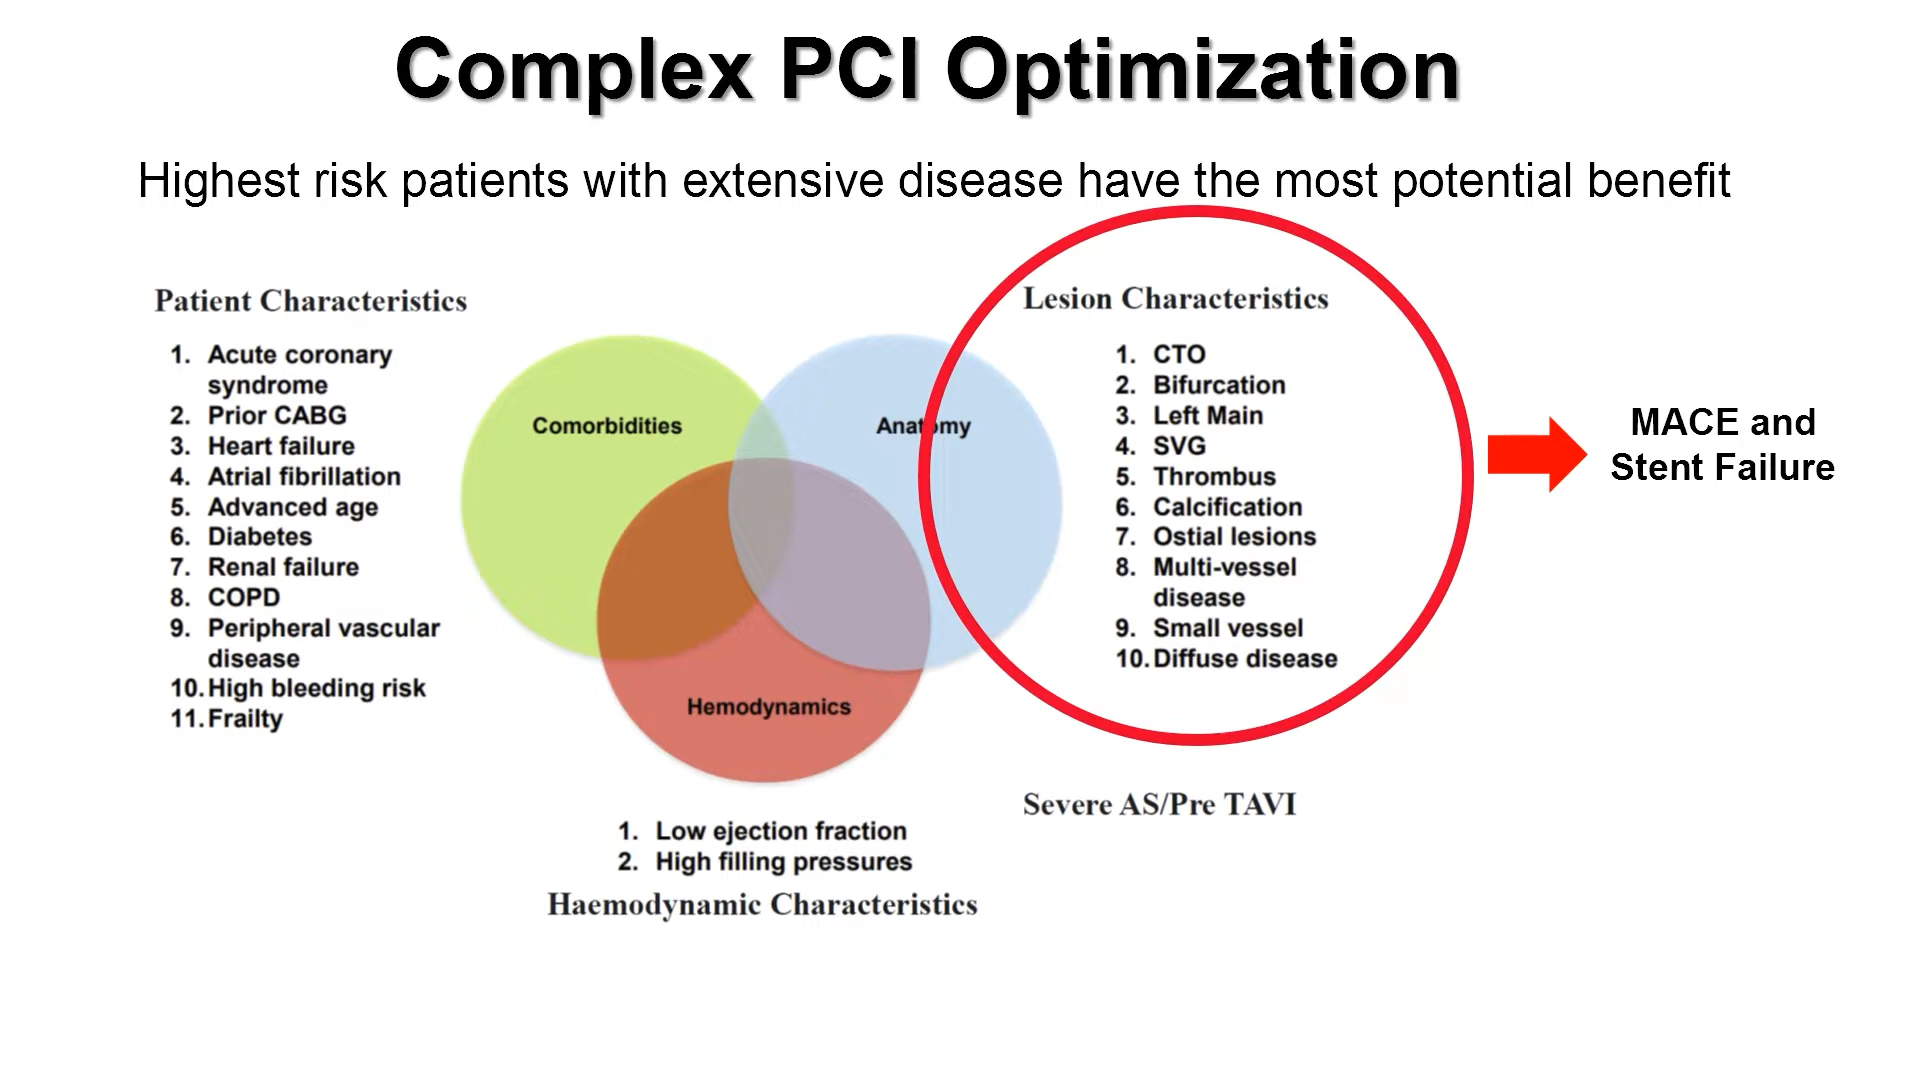 Complex PCI Optimization
Highest risk patients with extensive disease have the most potential benefit
Patient Characteristics
1. Acute coronary
syndrome
2. Prior CABG
3. Heart failure
4. Atrial fibrillation
5. Advanced age
6. Diabetes
7. Renal failure
8. COPD
9. Peripheral vascular
disease
10. High bleeding risk
11. Frailty
Comorbidities
Anatomy
Hemodynamics
1. Low ejection fraction
2. High filling pressures
Haemodynamic Characteristics
Lesion Characteristics
1. CTO
2. Bifurcation
3. Left Main
4. SVG
5. Thrombus
6. Calcification
7. Ostial lesions
8. Multi-vessel
disease
9. Small vessel
10. Diffuse disease
Severe AS/Pre TAVI
MACE and
Stent Failure